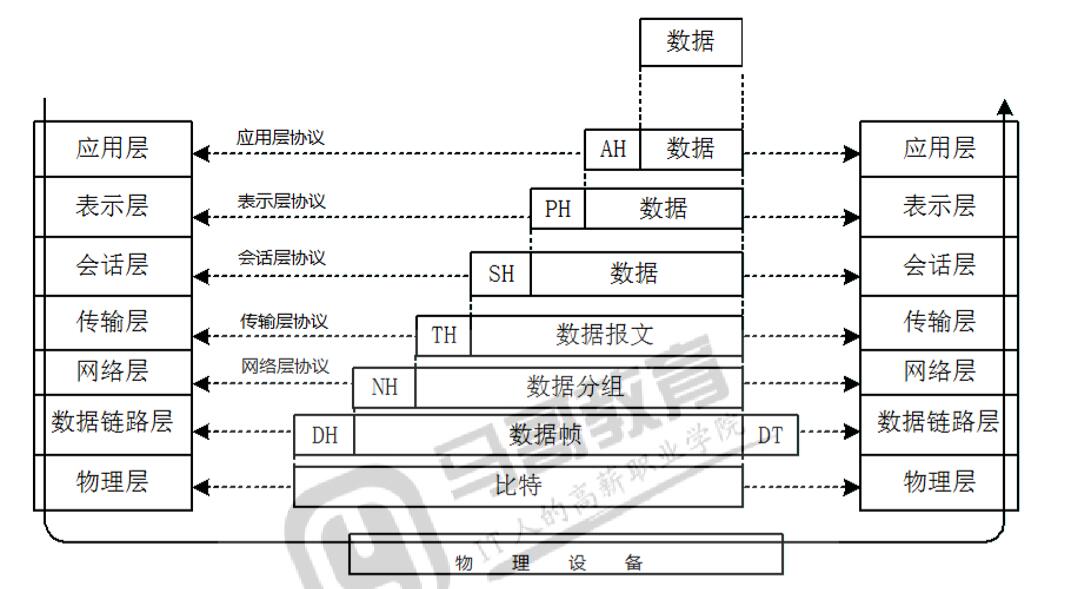 数据
应用层 应用层协议 AH 数据 应用层
表示层 表示层协议 PH 数据 表示层
会话层 会话层协议 SH 数据 会话层
传输层 传输层协议 TH 数据报文 传输层
网络层 网络层协议 NH 数据分组 网络层
数据链路层 DH 数据帧 DT 数据链路层
物理层 比特 物理层
物 理 设 备
马哥教育
IT人的高薪职业学院